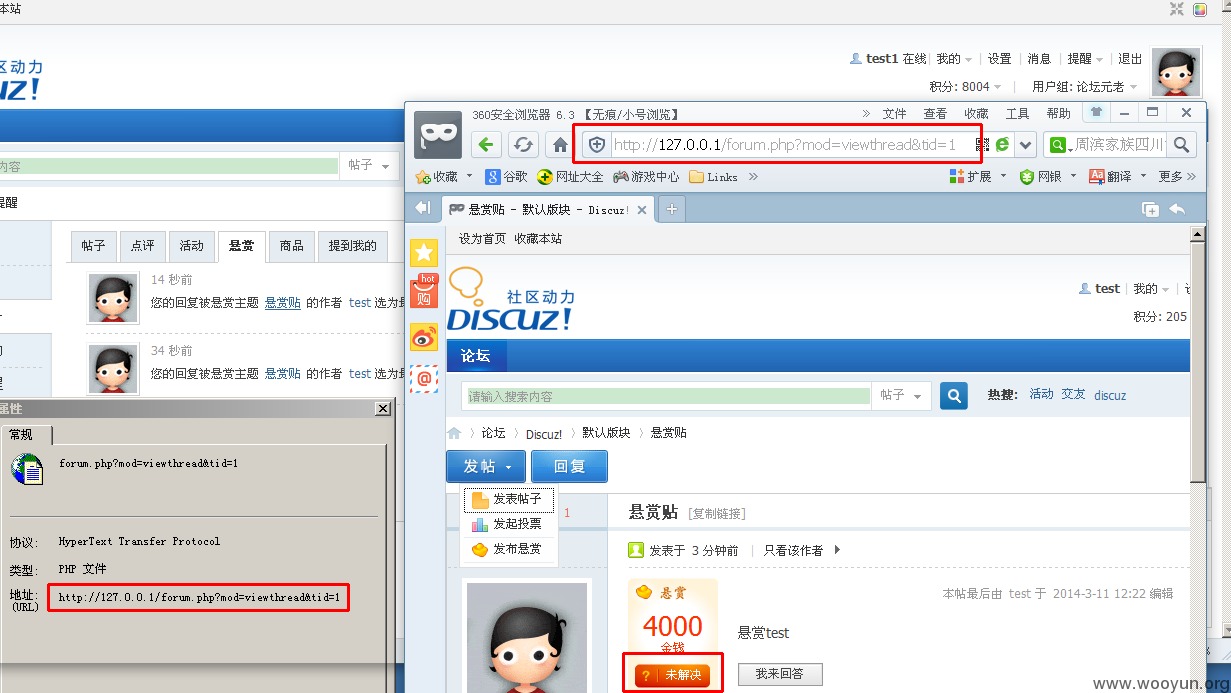 本站
test1 在线 我的 设置 消息 提醒 退出
积分: 8004 用户组: 论坛元老
区动力
UZ!
内容
帖子
提醒
帖子 点评 活动 悬赏 商品 提到我的
14 秒前
您的回复被悬赏主题 悬赏贴 的作者 test 选为
34 秒前
您的回复被悬赏主题 悬赏贴 的作者 test 选为
属性
常规
forum.php?mod=viewthread&tid=1
协议: HyperText Transfer Protocol
类型: PHP 文件
地址: (URL) http://127.0.0.1/forum.php?mod=viewthread&tid=1
360安全浏览器 6.3 【无痕/小号浏览】 » 文件 查看 收藏 工具 帮助
http://127.0.0.1/forum.php?mod=viewthread&tid=1
周滨家族四川
收藏 谷歌 网址大全 游戏中心 Links » 扩展 网银 翻译 更多 »
悬赏贴 - 默认版块 - Discuz!
设为首页 收藏本站
hot
购
@
社区动力
DISCUZ!
test 我的
积分: 205
论坛
请输入搜索内容 帖子 热搜: 活动 交友 discuz
论坛 Discuz! 默认版块 悬赏贴
发帖 回复
发表帖子
发起投票
发布悬赏
1
悬赏贴 [复制链接]
发表于 3 分钟前 只看该作者
悬赏
4000
金钱
? 未解决
本帖最后由 test 于 2014-3-11 12:22 编辑
悬赏test
我来回答
www.wooyun.org